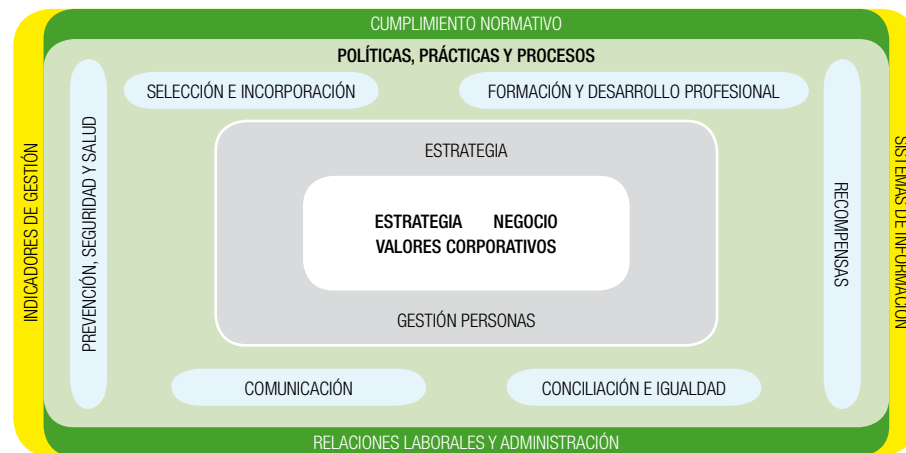 CUMPLIMIENTO NORMATIVO
POLÍTICAS, PRÁCTICAS Y PROCESOS
SELECCIÓN E INCORPORACIÓN
FORMACIÓN Y DESARROLLO PROFESIONAL
INDICADORES DE GESTIÓN
PREVENCIÓN, SEGURIDAD Y SALUD
ESTRATEGIA
ESTRATEGIA NEGOCIO
VALORES CORPORATIVOS
GESTIÓN PERSONAS
RECOMPENSAS
SISTEMAS DE INFORMACIÓN
COMUNICACIÓN
CONCILIACIÓN E IGUALDAD
RELACIONES LABORALES Y ADMINISTRACIÓN